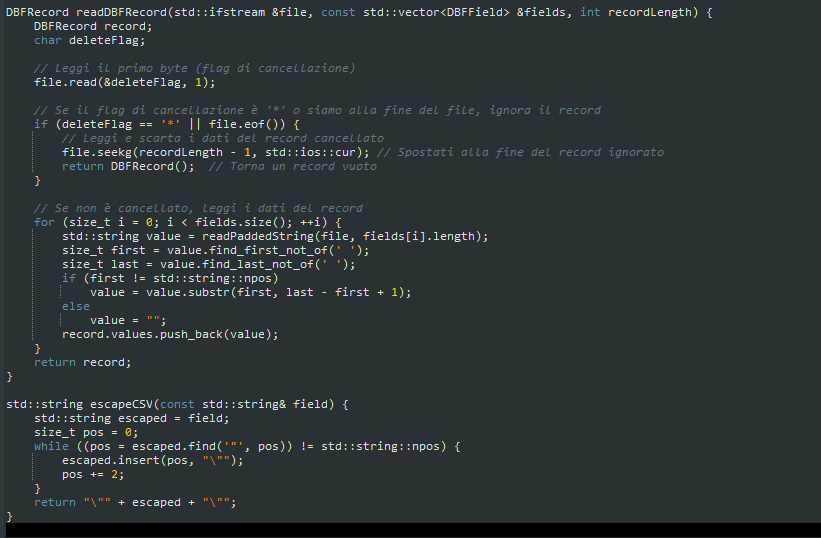 DBFRecord readDBFRecord(std::ifstream &file, const std::vector<DBFField> &fields, int recordLength) {
    DBFRecord record;
    char deleteFlag;

    // Leggi il primo byte (flag di cancellazione)
    file.read(&deleteFlag, 1);

    // Se il flag di cancellazione è '*' o siamo alla fine del file, ignora il record
    if (deleteFlag == '*' || file.eof()) {
        // Leggi e scarta i dati del record cancellato
        file.seekg(recordLength - 1, std::ios::cur); // Spostati alla fine del record ignorato
        return DBFRecord();  // Torna un record vuoto
    }

    // Se non è cancellato, leggi i dati del record
    for (size_t i = 0; i < fields.size(); ++i) {
        std::string value = readPaddedString(file, fields[i].length);
        size_t first = value.find_first_not_of(' ');
        size_t last = value.find_last_not_of(' ');
        if (first != std::string::npos)
            value = value.substr(first, last - first + 1);
        else
            value = "";
        record.values.push_back(value);
    }
    return record;
}

std::string escapeCSV(const std::string& field) {
    std::string escaped = field;
    size_t pos = 0;
    while ((pos = escaped.find('"', pos)) != std::string::npos) {
        escaped.insert(pos, "\"");
        pos += 2;
    }
    return "\"" + escaped + "\"";
}